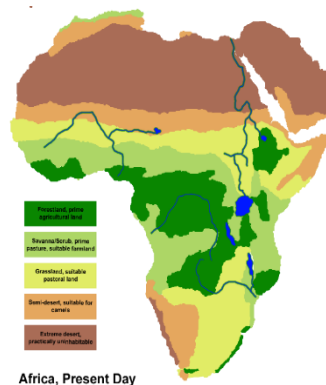 Forestland, prime
agricultural land
Savanna/Scrub, prime
pasture, suitable farmland
Grassland, suitable
pastoral land
Semi-desert, suitable for
camels
Extreme desert,
practically uninhabitable
Africa, Present Day